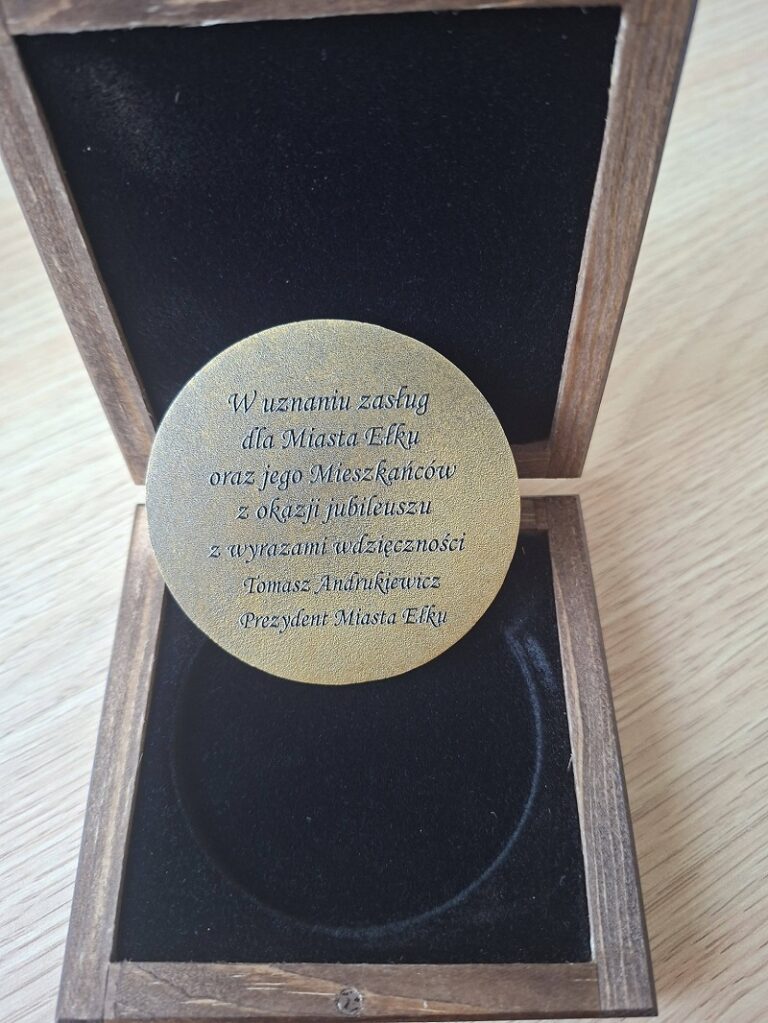 W uznaniu zasług
dla Miasta Ełku
oraz jego Mieszkańców
z okazji jubileuszu
z wyrazami wdzięczności
Tomasz Andrukiewicz
Prezydent Miasta Ełku